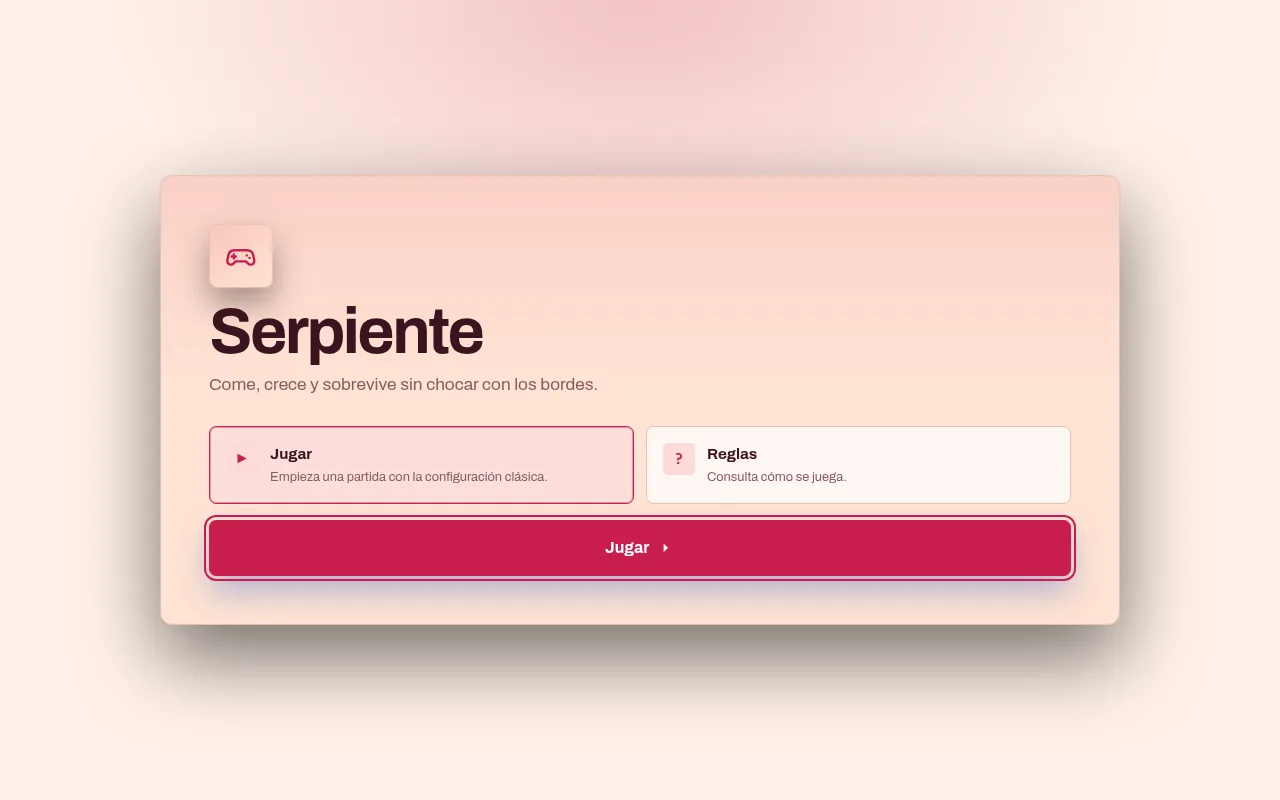 Serpiente
Come, crece y sobrevive sin chocar con los bordes.
Jugar
Empieza una partida con la configuración clásica.
?
Reglas
Consulta cómo se juega.
Jugar